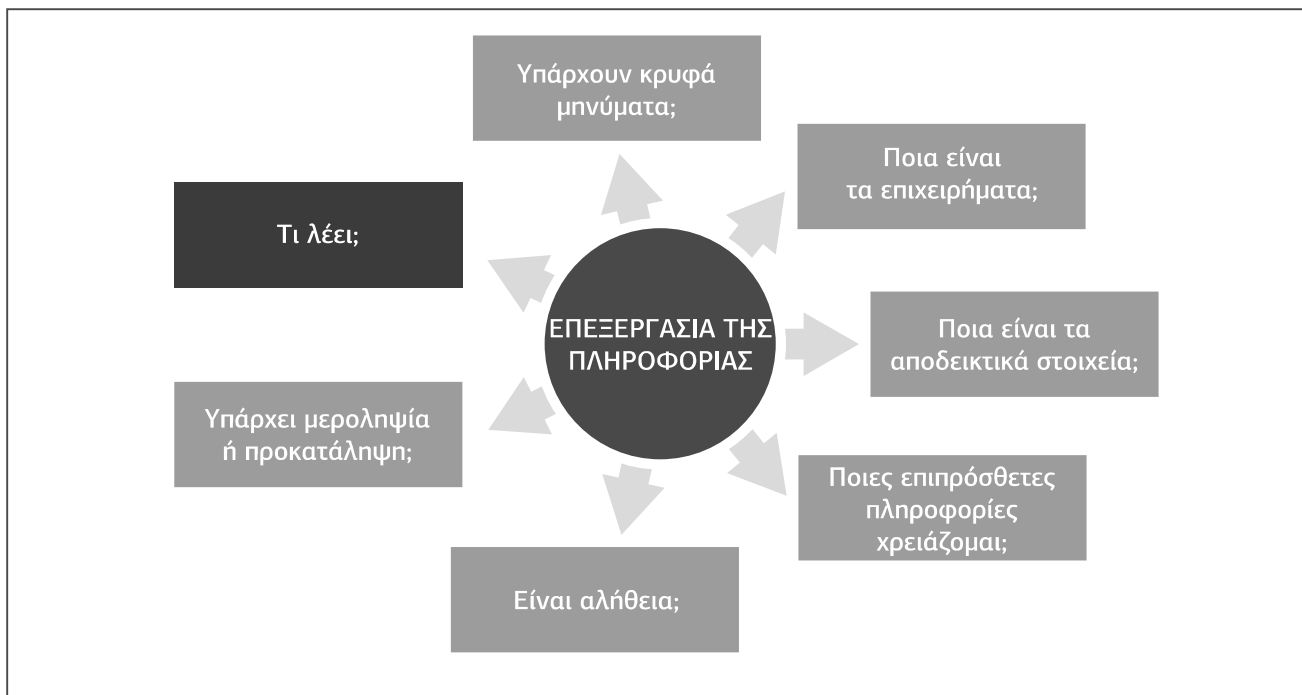 Υπάρχουν κρυφά
μηνύματα;
Ποια είναι
τα επιχειρήματα;
Τι λέει;
ΕΠΕΞΕΡΓΑΣΙΑ ΤΗΣ
ΠΛΗΡΟΦΟΡΙΑΣ
Ποια είναι τα
αποδεικτικά στοιχεία;
Υπάρχει μεροληψία
ή προκατάληψη;
Ποιες επιπρόσθετες
πληροφορίες
χρειάζομαι;
Είναι αλήθεια;